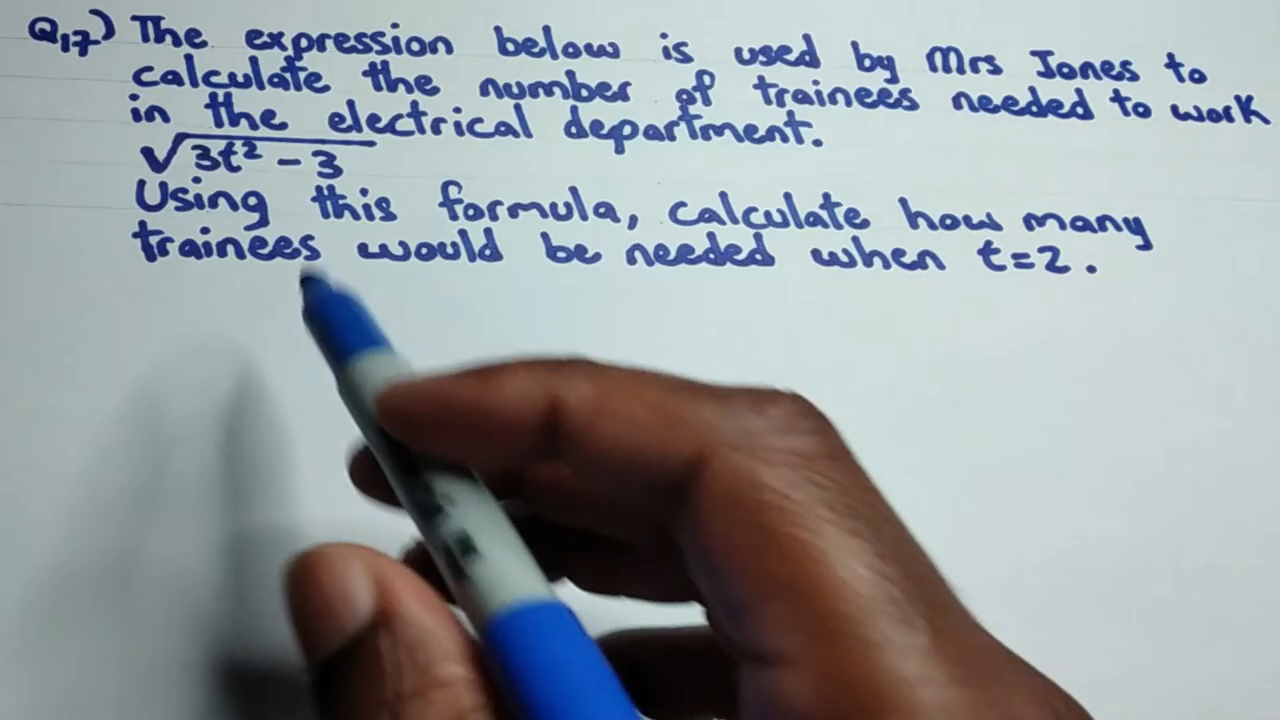 Q17) The expression below is used by Mrs Jones to
calculate the number of trainees needed to work
in the electrical department.
√3t² - 3
Using this formula, calculate how many
trainees would be needed when t=2.